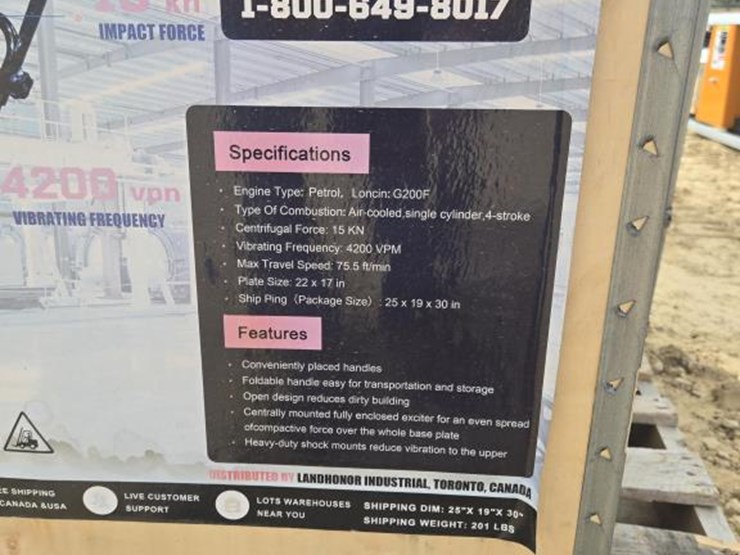 1-800-649-8017
IMPACT FORCE
4200 vpn
VIBRATING FREQUENCY
Specifications
· Engine Type: Petrol, Loncin: G200F
· Type Of Combustion: Air-cooled,single cylinder,4-stroke
· Centrifugal Force: 15 KN
· Vibrating Frequency: 4200 VPM
· Max Travel Speed: 75.5 ft/min
· Plate Size: 22 x 17 in
· Ship Ping (Package Size) : 25 x 19 x 30 in
Features
· Conveniently placed handles
· Foldable handle easy for transportation and storage
· Open design reduces dirty building
· Centrally mounted fully enclosed exciter for an even spread
ofcompactive force over the whole base plate
· Heavy-duty shock mounts reduce vibration to the upper
DISTRIBUTED BY LANDHONOR INDUSTRIAL, TORONTO, CANADA
SHIPPING
CANADA &USA
LIVE CUSTOMER
SUPPORT
LOTS WAREHOUSES
NEAR YOU
SHIPPING DIM: 25"X 19"X 30"
SHIPPING WEIGHT: 201 LBS